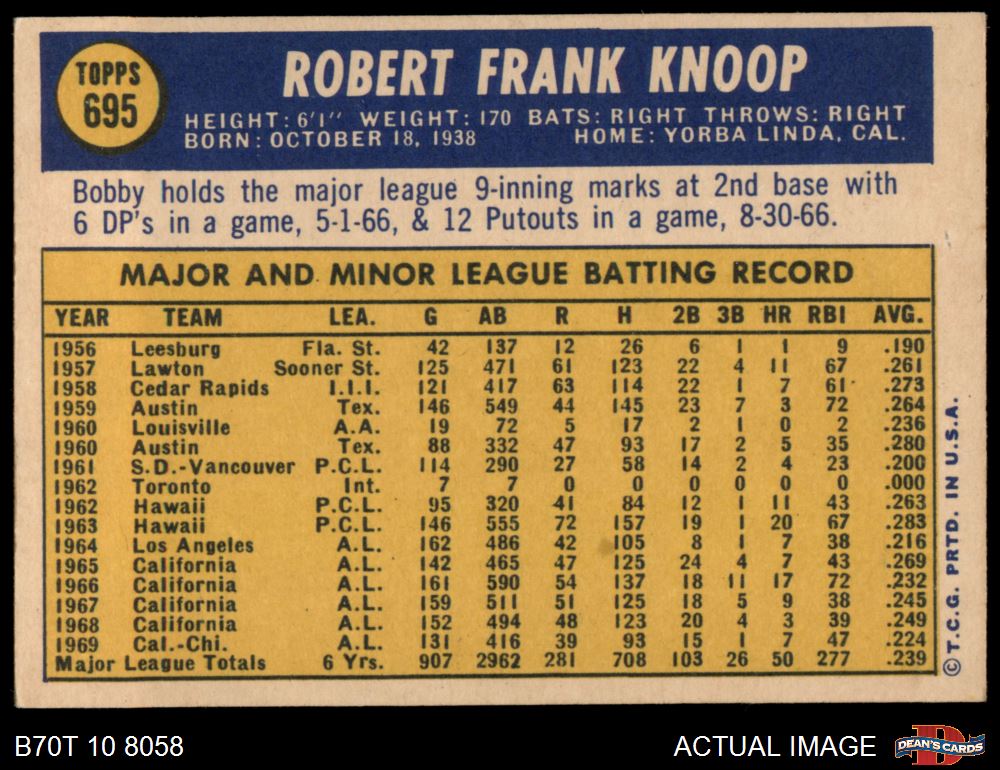 TOPPS
695
ROBERT FRANK KNOOP
HEIGHT: 6'1" WEIGHT: 170 BATS: RIGHT THROWS: RIGHT
BORN: OCTOBER 18, 1938 HOME: YORBA LINDA, CAL.
Bobby holds the major league 9-inning marks at 2nd base with
6 DP's in a game, 5-1-66, & 12 Putouts in a game, 8-30-66.
MAJOR AND MINOR LEAGUE BATTING RECORD
YEAR TEAM LEA. G AB R H 2B 3B HR RBI AVG.
1956 Leesburg Fla. St. 42 137 12 26 6 1 1 9 .190
1957 Lawton Sooner St. 125 471 61 123 22 4 11 67 .261
1958 Cedar Rapids I.I.I. 121 417 63 114 22 1 7 61 .273
1959 Austin Tex. 146 549 44 145 23 7 3 72 .264
1960 Louisville A.A. 19 72 5 17 2 1 0 2 .236
1960 Austin Tex. 88 332 47 93 17 2 5 35 .280
1961 S.D.-Vancouver P.C.L. 114 290 27 58 14 2 4 23 .200
1962 Toronto Int. 7 7 0 0 0 0 0 0 .000
1962 Hawaii P.C.L. 95 320 41 84 12 1 11 43 .263
1963 Hawaii P.C.L. 146 555 72 157 19 1 20 67 .283
1964 Los Angeles A.L. 162 486 42 105 8 1 7 38 .216
1965 California A.L. 142 465 47 125 24 4 7 43 .269
1966 California A.L. 161 590 54 137 18 11 17 72 .232
1967 California A.L. 159 511 51 125 18 5 9 38 .245
1968 California A.L. 152 494 48 123 20 4 3 39 .249
1969 Cal.-Chi. A.L. 131 416 39 93 15 1 7 47 .224
Major League Totals 6 Yrs. 907 2962 281 708 103 26 50 277 .239
© T.C.G. PRTD. IN U.S.A.
B70T 10 8058
ACTUAL IMAGE
D
DEAN'S CARDS